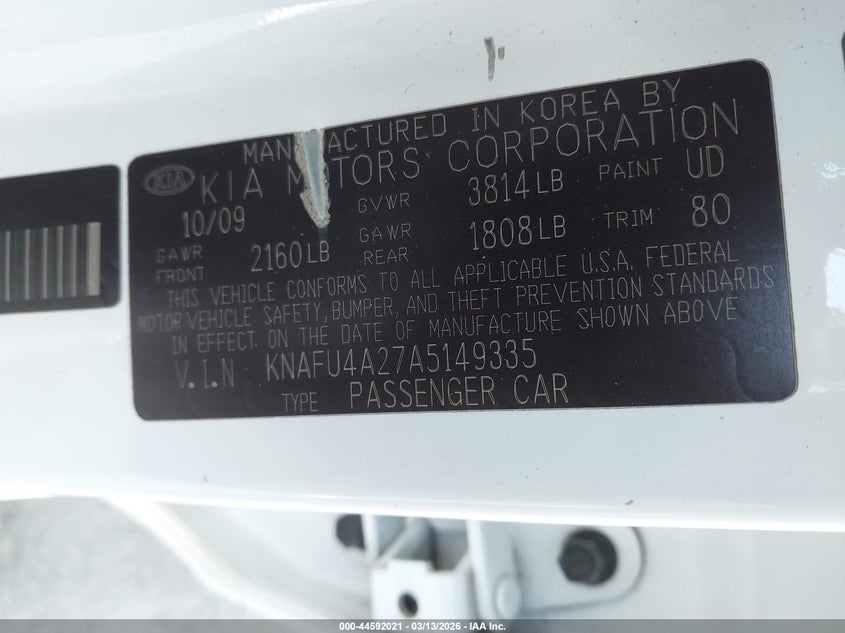 MANUFACTURED IN KOREA BY
KIA KIA MOTORS CORPORATION
10/09 GVWR 3814 LB PAINT UD
GAWR FRONT 2160 LB GAWR REAR 1808 LB TRIM 80
THIS VEHICLE CONFORMS TO ALL APPLICABLE U.S.A. FEDERAL
MOTOR VEHICLE SAFETY, BUMPER, AND THEFT PREVENTION STANDARDS
IN EFFECT ON THE DATE OF MANUFACTURE SHOWN ABOVE
V.I.N KNAFU4A27A5149335
TYPE PASSENGER CAR
000-44592021 - 03/13/2026 - IAA Inc.